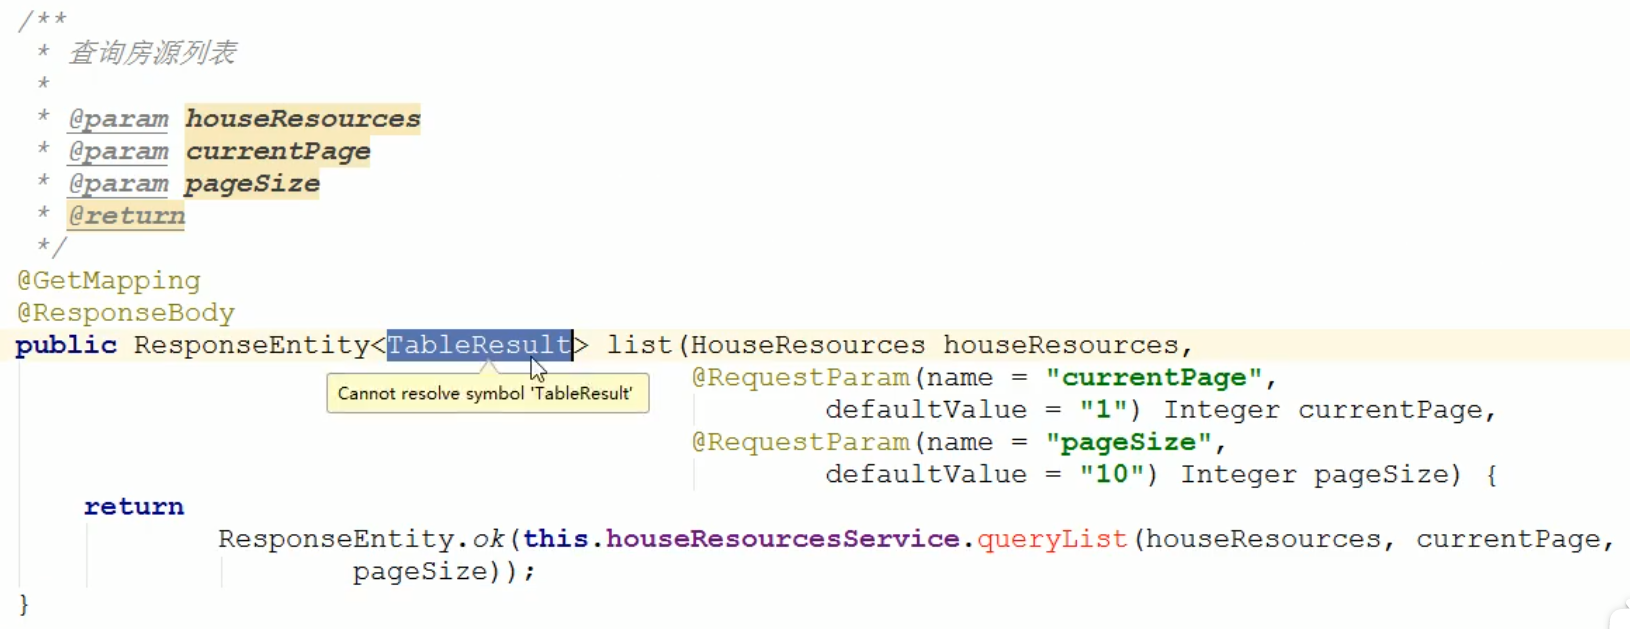 /**
* 查询房源列表
*
* @param houseResources
* @param currentPage
* @param pageSize
* @return
*/
@GetMapping
@ResponseBody
public ResponseEntity<TableResult> list(HouseResources houseResources,
@RequestParam(name = "currentPage",
Cannot resolve symbol 'TableResult'
defaultValue = "1") Integer currentPage,
@RequestParam(name = "pageSize",
defaultValue = "10") Integer pageSize) {
return
ResponseEntity.ok(this.houseResourcesService.queryList(houseResources, currentPage,
pageSize));
}